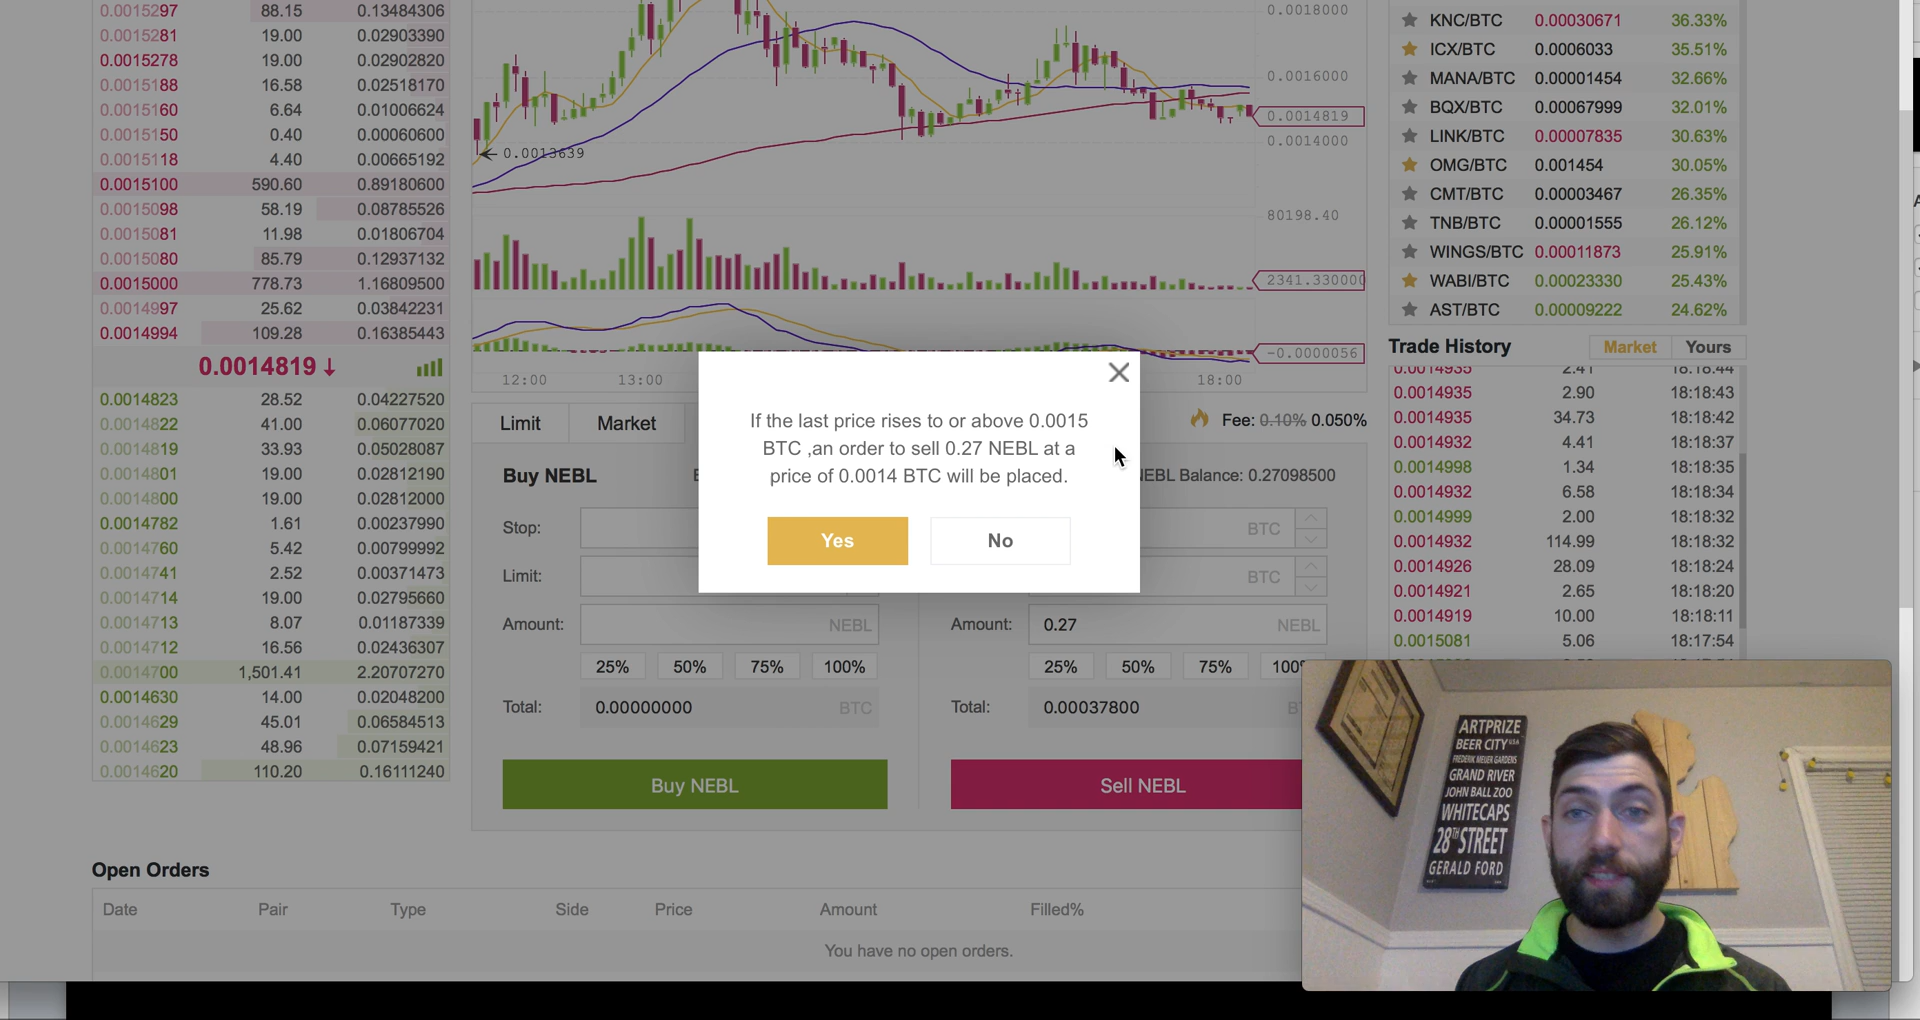 0.0015297 88.15 0.13484306
0.0015281 19.00 0.02903390
0.0015278 19.00 0.02902820
0.0015188 16.58 0.02518170
0.0015160 6.64 0.01006624
0.0015150 0.40 0.00060600
0.0015118 4.40 0.00665192
0.0015100 590.60 0.89180600
0.0015098 58.19 0.08785526
0.0015081 11.98 0.01806704
0.0015080 85.79 0.12937132
0.0015000 778.73 1.16809500
0.0014997 25.62 0.03842231
0.0014994 109.28 0.16385443
0.0014819 ↓
0.0014823 28.52 0.04227520
0.0014822 41.00 0.06077020
0.0014819 33.93 0.05028087
0.0014801 19.00 0.02812190
0.0014800 19.00 0.02812000
0.0014782 1.61 0.00237990
0.0014760 5.42 0.00799992
0.0014741 2.52 0.00371473
0.0014714 19.00 0.02795660
0.0014713 8.07 0.01187339
0.0014712 16.56 0.02436307
0.0014700 1,501.41 2.20707270
0.0014630 14.00 0.02048200
0.0014629 45.01 0.06584513
0.0014623 48.96 0.07159421
0.0014620 110.20 0.16111240
0.0018000
0.0016000
0.0014819
0.0014000
0.0013639
80198.40
2341.330000
-0.0000056
12:00 13:00 18:00
Limit Market
Fee: 0.10% 0.050%
If the last price rises to or above 0.0015
BTC ,an order to sell 0.27 NEBL at a
price of 0.0014 BTC will be placed.
Yes No
Buy NEBL
NEBL Balance: 0.27098500
Stop: BTC
Limit: BTC
Amount: NEBL
Amount: 0.27 NEBL
25% 50% 75% 100%
25% 50% 75% 100%
Total: 0.00000000 BTC
Total: 0.00037800
Buy NEBL
Sell NEBL
KNC/BTC 0.00030671 36.33%
ICX/BTC 0.0006033 35.51%
MANA/BTC 0.00001454 32.66%
BQX/BTC 0.00067999 32.01%
LINK/BTC 0.00007835 30.63%
OMG/BTC 0.001454 30.05%
CMT/BTC 0.00003467 26.35%
TNB/BTC 0.00001555 26.12%
WINGS/BTC 0.00011873 25.91%
WABI/BTC 0.00023330 25.43%
AST/BTC 0.00009222 24.62%
Trade History Market Yours
0.0014935 2.41 18:18:44
0.0014935 2.90 18:18:43
0.0014935 34.73 18:18:42
0.0014932 4.41 18:18:37
0.0014998 1.34 18:18:35
0.0014932 6.58 18:18:34
0.0014999 2.00 18:18:32
0.0014932 114.99 18:18:32
0.0014926 28.09 18:18:24
0.0014921 2.65 18:18:20
0.0014919 10.00 18:18:11
0.0015081 5.06 18:17:54
Open Orders
Date Pair Type Side Price Amount Filled%
You have no open orders.
ARTPRIZE
BEER CITY USA
FREDERIK MEIJER GARDENS
GRAND RIVER
JOHN BALL ZOO
WHITECAPS
28TH STREET
GERALD FORD